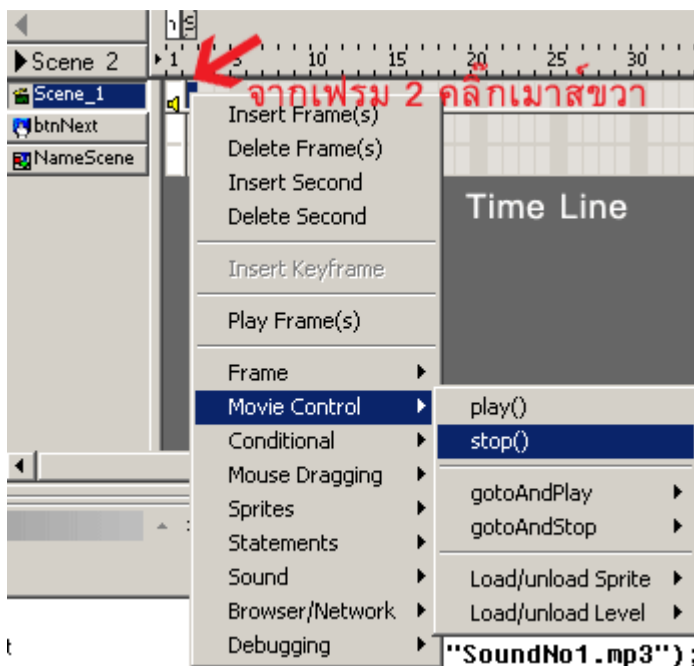 Scene 2
1 5 10 15 20 25 30
Scene_1
จากเฟรม 2 คลิ๊กเมาส์ขวา
btnNext
NameScene
Time Line
Insert Frame(s)
Delete Frame(s)
Insert Second
Delete Second
Insert Keyframe
Play Frame(s)
Frame
Movie Control
Conditional
Mouse Dragging
Sprites
Statements
Sound
Browser/Network
Debugging
play()
stop()
gotoAndPlay
gotoAndStop
Load/unload Sprite
Load/unload Level
t
"SoundNo1.mp3");